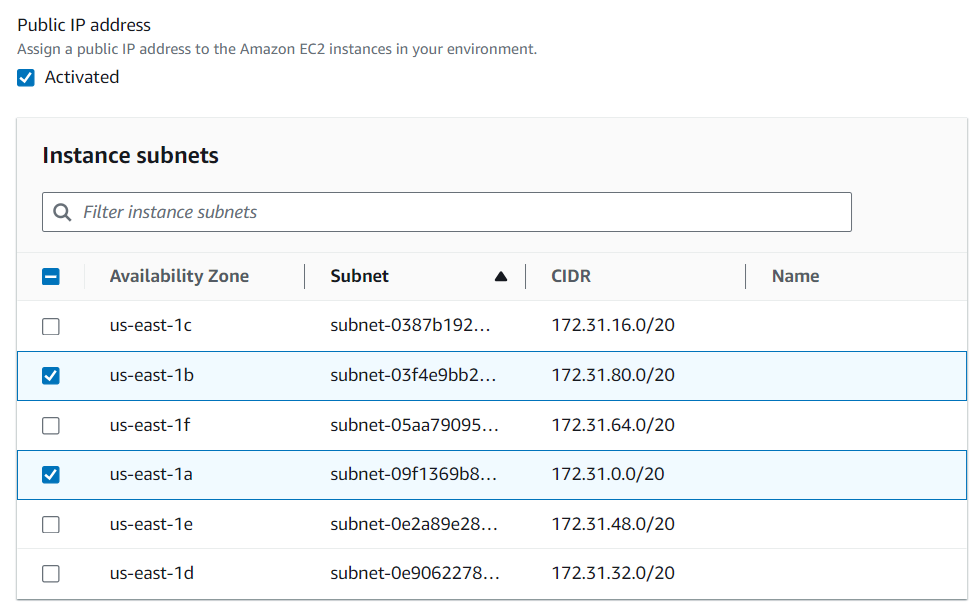 Public IP address
Assign a public IP address to the Amazon EC2 instances in your environment.
Activated
Instance subnets
Filter instance subnets
Availability Zone Subnet CIDR Name
us-east-1c subnet-0387b192... 172.31.16.0/20
us-east-1b subnet-03f4e9bb2... 172.31.80.0/20
us-east-1f subnet-05aa79095... 172.31.64.0/20
us-east-1a subnet-09f1369b8... 172.31.0.0/20
us-east-1e subnet-0e2a89e28... 172.31.48.0/20
us-east-1d subnet-0e9062278... 172.31.32.0/20